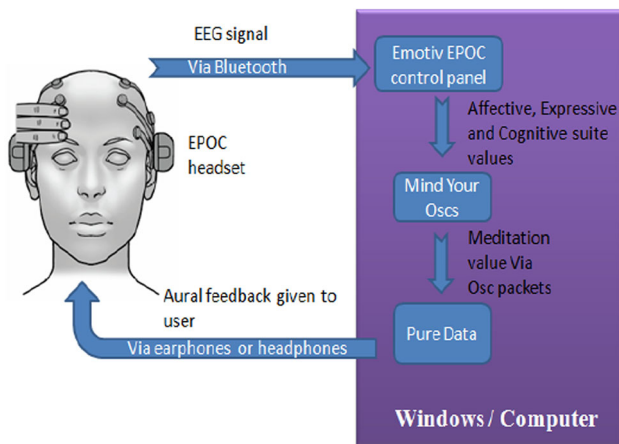 EEG signal
Via Bluetooth
EPOC
headset
Emotiv EPOC
control panel
Affective, Expressive
and Cognitive suite
values
Mind Your
Oscs
Meditation
value Via
Osc packets
Pure Data
Aural feedback given to
user
Via earphones or headphones
Windows / Computer